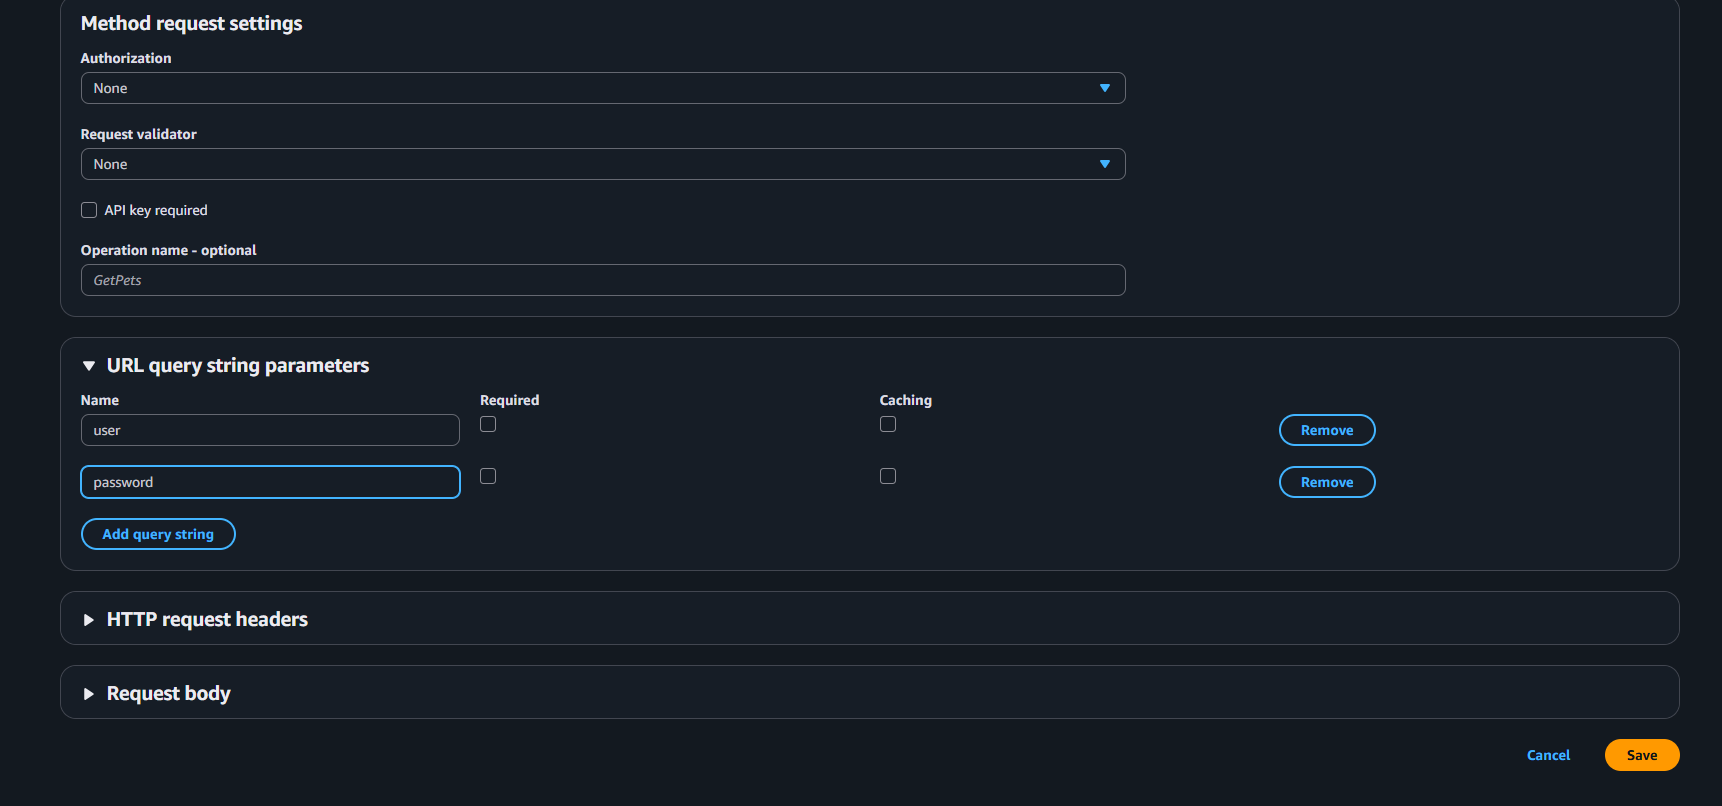 Method request settings
Authorization
None
Request validator
None
API key required
Operation name - optional
GetPets
URL query string parameters
Name Required Caching
user Remove
password Remove
Add query string
HTTP request headers
Request body
Cancel Save